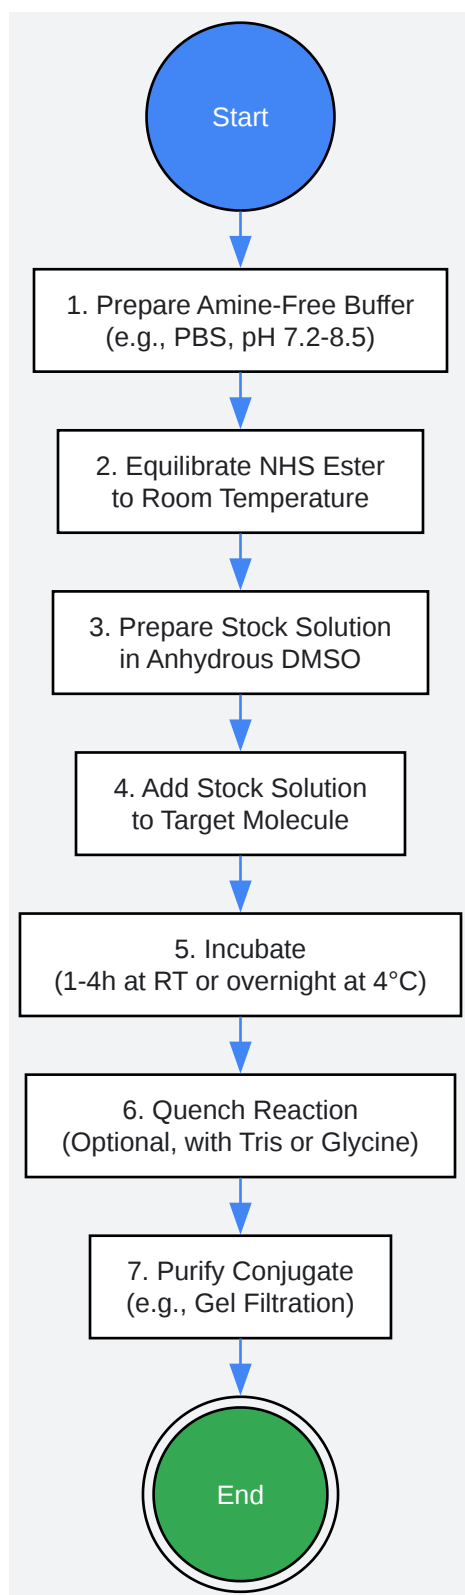 Start
1. Prepare Amine-Free Buffer
(e.g., PBS, pH 7.2-8.5)
2. Equilibrate NHS Ester
to Room Temperature
3. Prepare Stock Solution
in Anhydrous DMSO
4. Add Stock Solution
to Target Molecule
5. Incubate
(1-4h at RT or overnight at 4°C)
6. Quench Reaction
(Optional, with Tris or Glycine)
7. Purify Conjugate
(e.g., Gel Filtration)
End